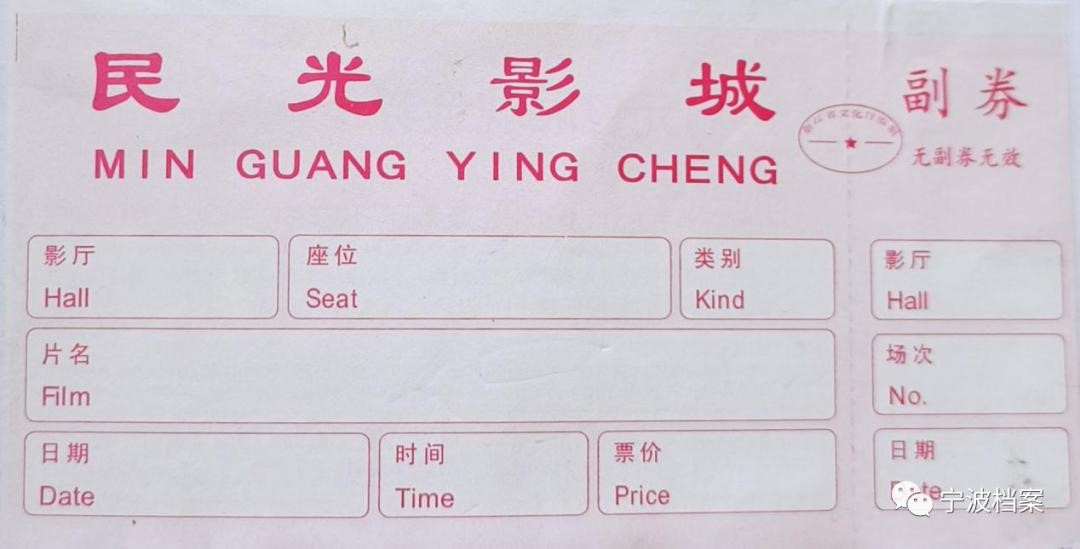 民光影城
MIN GUANG YING CHENG
副券
无副券无效
影厅
Hall
座位
Seat
类别
Kind
影厅
Hall
片名
Film
场次
No.
日期
Date
时间
Time
票价
Price
日期
宁波档案